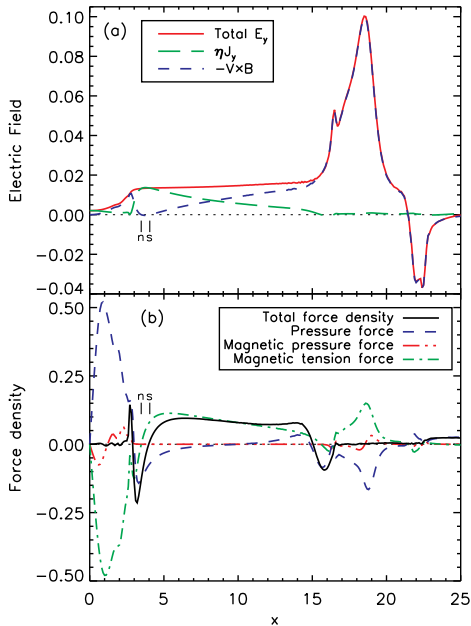 (a)
Total E_y
ηJ_y
-V×B
Electric Field
0.10
0.08
0.06
0.04
0.02
0.00
-0.02
-0.04
n s
(b)
Total force density
Pressure force
Magnetic pressure force
Magnetic tension force
n s
Force density
0.50
0.25
0.00
-0.25
-0.50
0 5 10 15 20 25
x